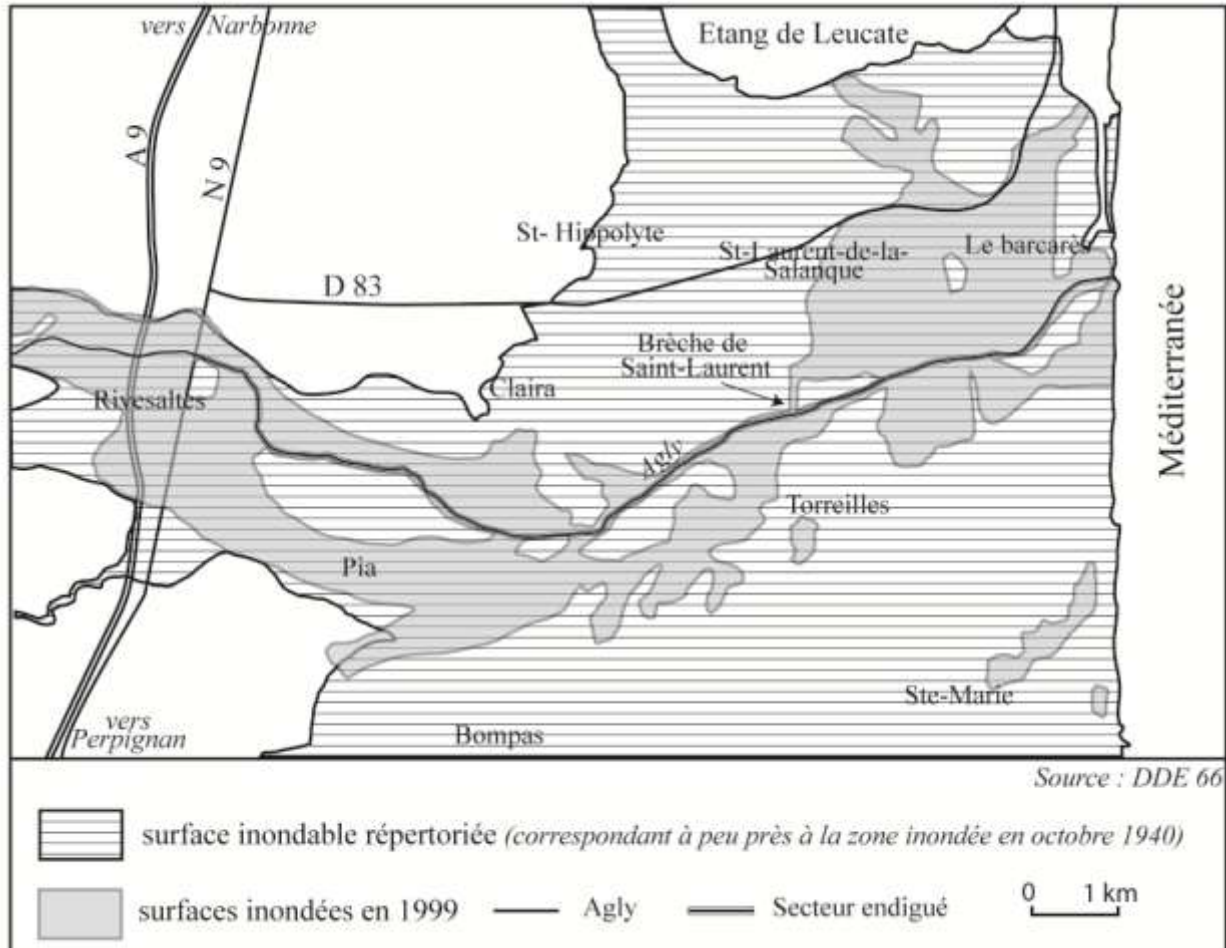 vers Narbonne
Etang de Leucate
A 9
N 9
St- Hippolyte
St-Laurent-de-la-
Salanque
Le barcarès
D 83
Méditerranée
Brèche de
Saint-Laurent
Claira
Rivesaltes
Agly
Torreilles
Pia
Ste-Marie
vers
Perpignan
Bompas
Source : DDE 66
surface inondable répertoriée (correspondant à peu près à la zone inondée en octobre 1940)
surfaces inondées en 1999
Agly
Secteur endigué
0 1 km